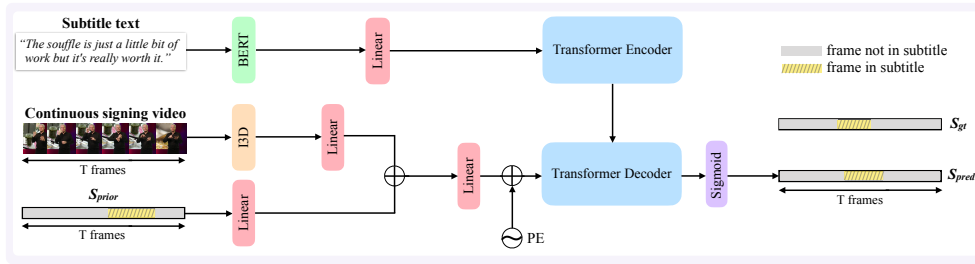 Subtitle text
“The souffle is just a little bit of
work but it's really worth it.”
BERT
Linear
Transformer Encoder
frame not in subtitle
frame in subtitle
Continuous signing video
T frames
I3D
Linear
Linear
Transformer Decoder
Sigmoid
S_gt
S_pred
T frames
S_prior
T frames
Linear
PE